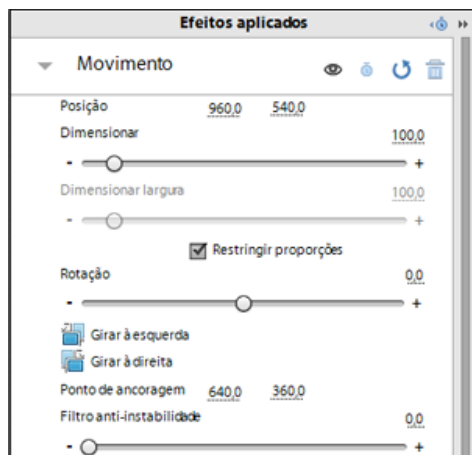 Efeitos aplicados
Movimento
Posição 960,0 540,0
Dimensionar 100,0
- +
Dimensionar largura 100,0
- +
Restringir proporções
Rotação 0,0
- +
Girar à esquerda
Girar à direita
Ponto de ancoragem 640,0 360,0
Filtro anti-instabilidade 0,0
- +